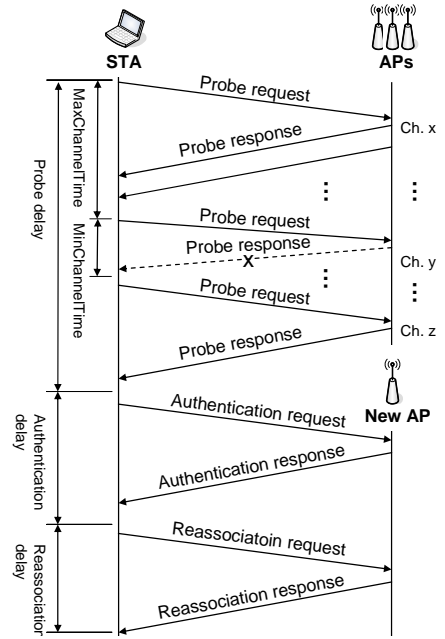 STA
APs
Probe request
Ch. x
Probe response
MaxChannelTime
Probe delay
Probe request
Probe response
X
MinChannelTime
Ch. y
Probe request
Ch. z
Probe response
New AP
Authentication request
Authentication
delay
Authentication response
Reassociatoin request
Reassociation
delay
Reassociation response